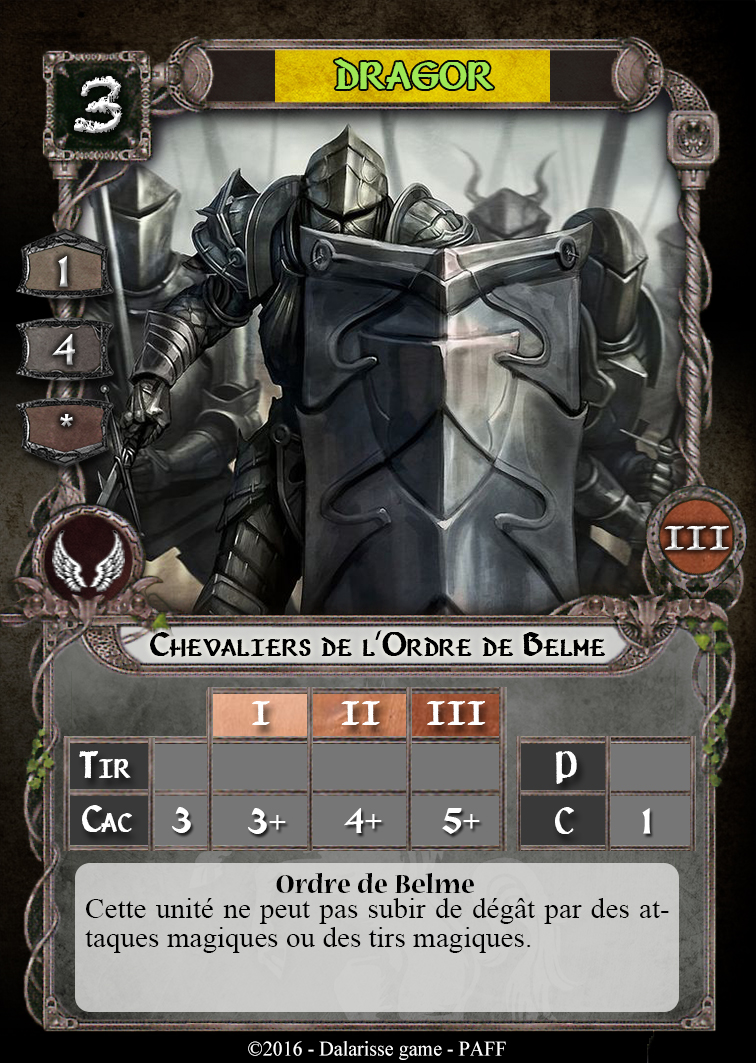 3
DRAGOR
1
4
*
III
Chevaliers de l'Ordre de Belme
I II III
Tir P
Cac 3 3+ 4+ 5+ C 1
Ordre de Belme
Cette unité ne peut pas subir de dégât par des at-
taques magiques ou des tirs magiques.
©2016 - Dalarisse game - PAFF